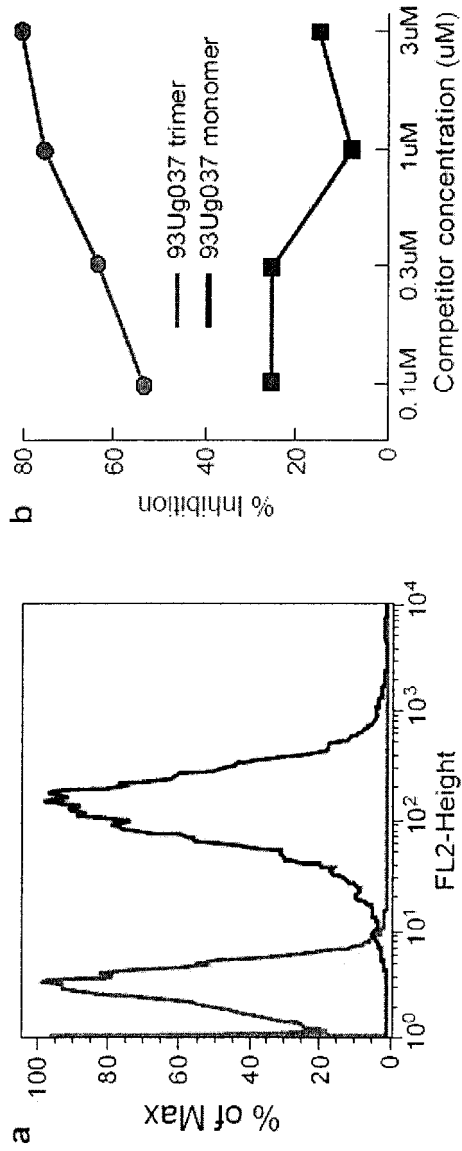 a
% of Max
100
80
60
40
20
0
10^0
10^1
10^2
10^3
10^4
FL2-Height
b
% Inhibition
80
60
40
20
0
93Ug037 trimer
93Ug037 monomer
0.1uM
0.3uM
1uM
3uM
Competitor concentration (uM)